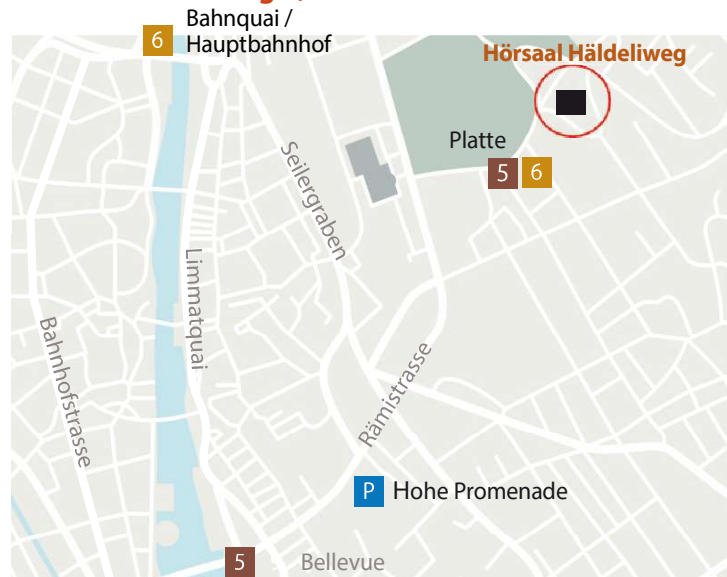 Bahnquai /
6 Hauptbahnhof
Hörsaal Häldeliweg
Platte
5 6
Seilergraben
Limmatquai
Bahnhofstrasse
Rämistrasse
P Hohe Promenade
5 Bellevue